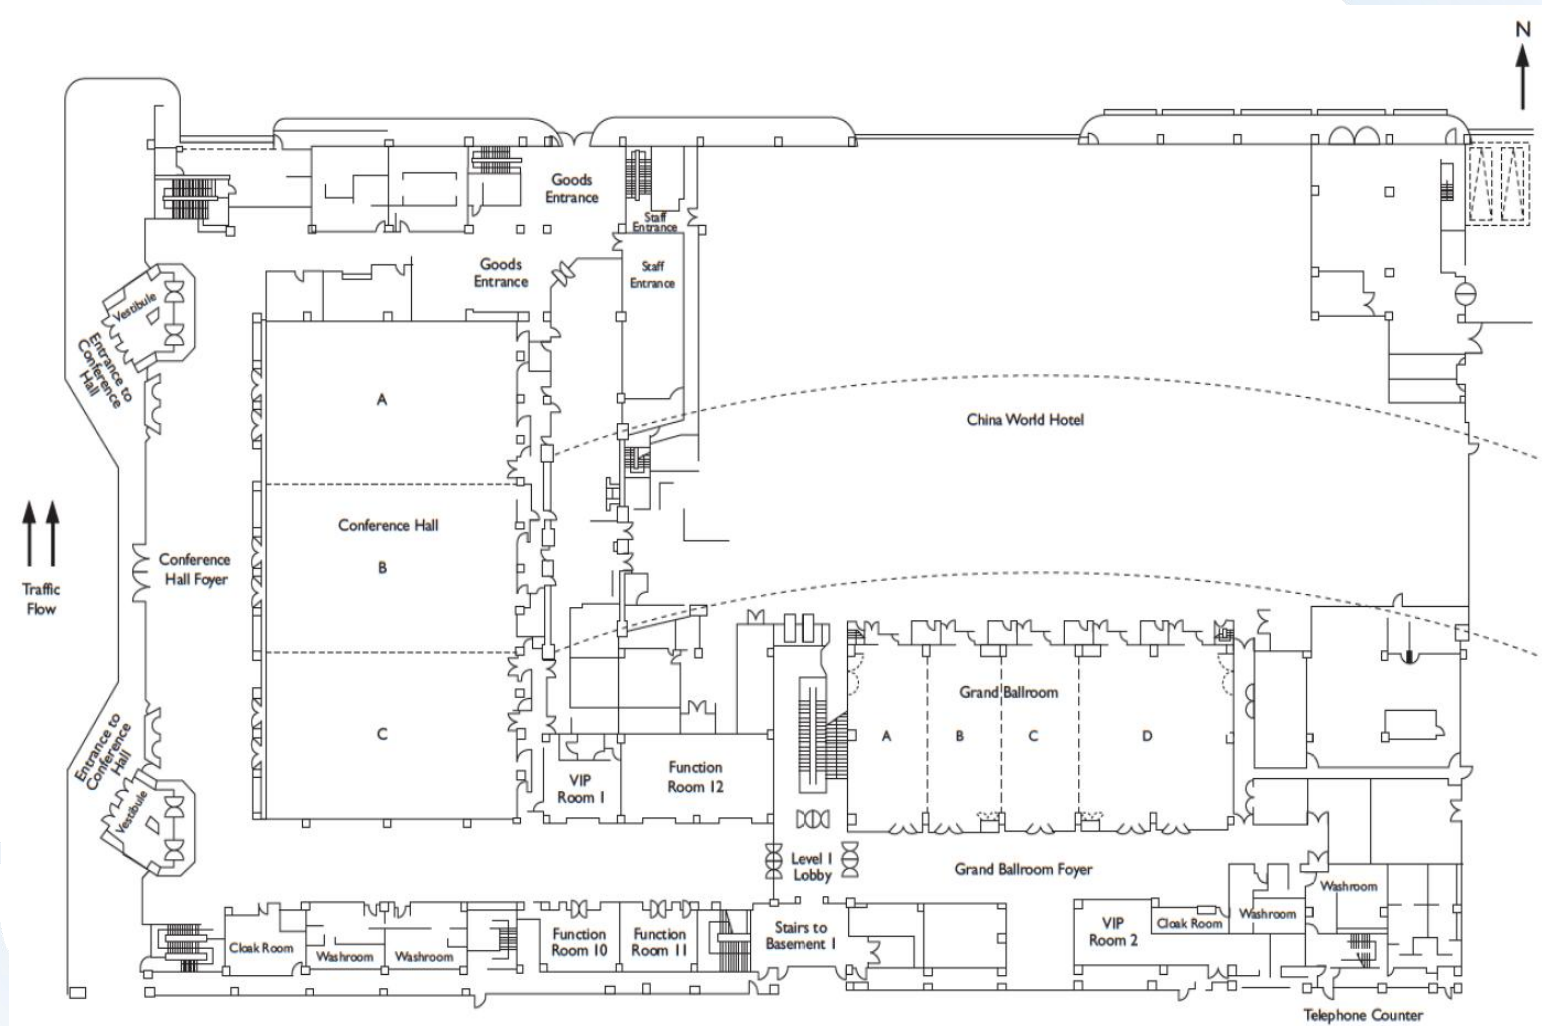 N
Goods
Entrance
Staff
Entrance
Goods
Entrance
Staff
Entrance
Vestibule
Entrance to
Conference
Hall
A
China World Hotel
Conference Hall
B
Conference
Hall Foyer
Traffic
Flow
Grand Ballroom
A
B
C
D
C
Entrance to
Conference
Hall
Vestibule
VIP
Room 1
Function
Room 12
Level 1
Lobby
Grand Ballroom Foyer
Washroom
Cloak Room
Washroom
Washroom
Function
Room 10
Function
Room 11
Stairs to
Basement 1
VIP
Room 2
Cloak Room
Washroom
Telephone Counter